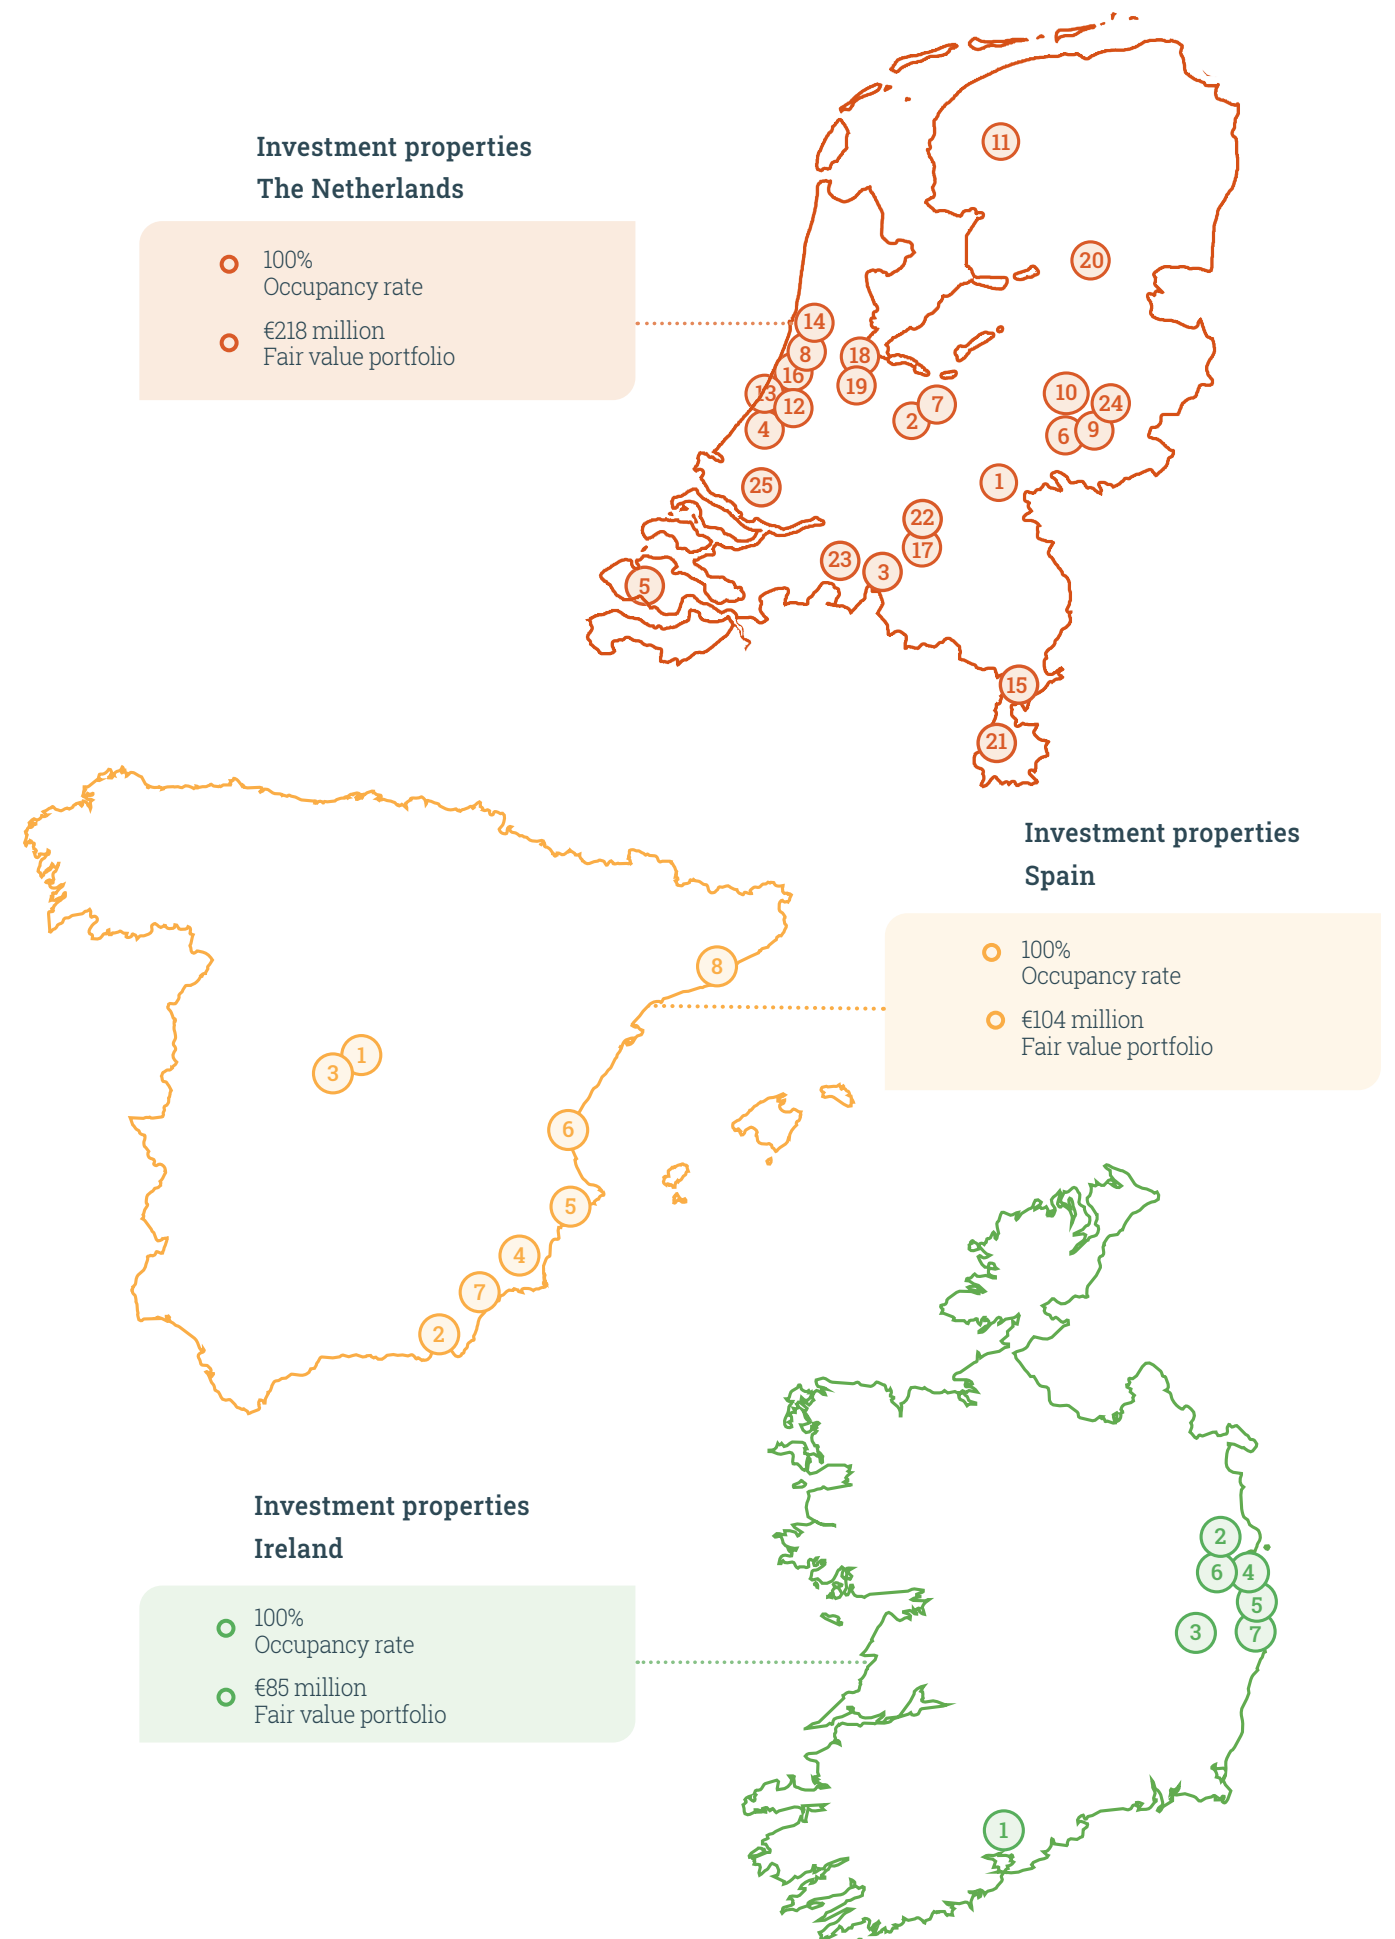 Investment properties
The Netherlands
100%
Occupancy rate
€218 million
Fair value portfolio
11
20
14
8
18
16
19
13
12
10
24
7
2
4
6
9
25
1
22
17
23
3
5
15
21
Investment properties
Spain
100%
Occupancy rate
€104 million
Fair value portfolio
8
1
3
6
5
4
7
2
Investment properties
Ireland
100%
Occupancy rate
€85 million
Fair value portfolio
2
6
4
5
3
7
1